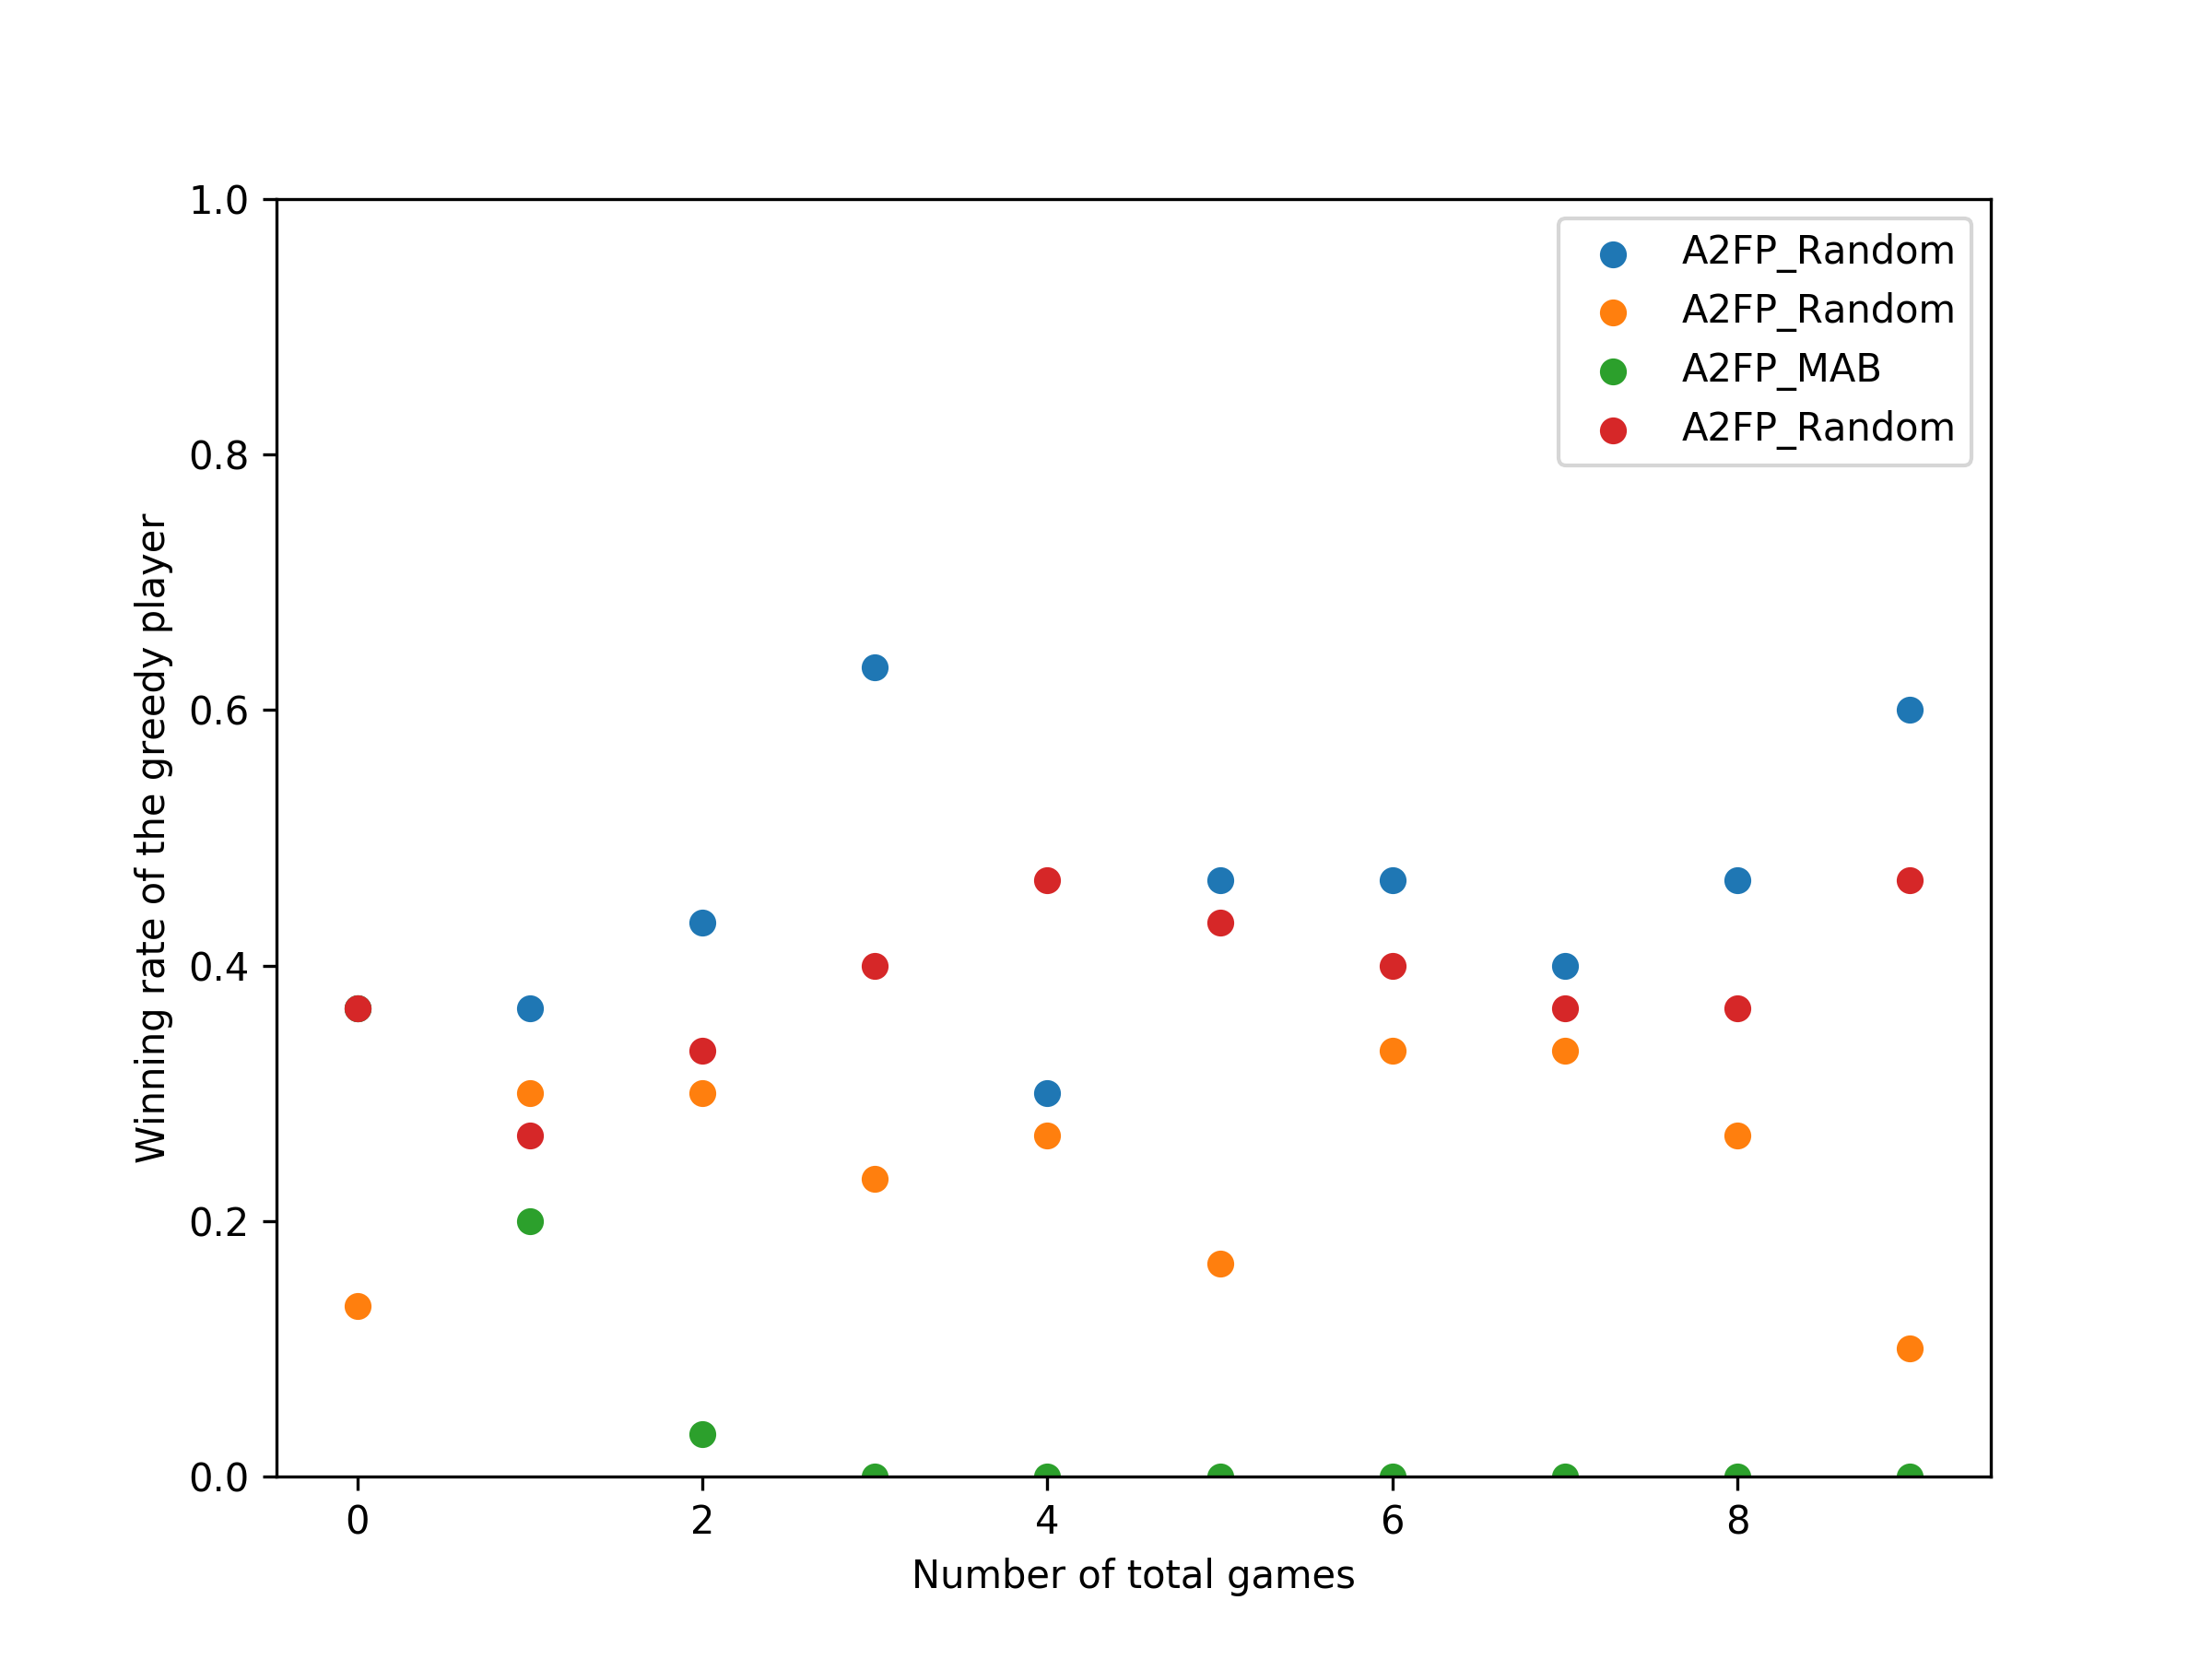 1.0
0.8
0.6
0.4
0.2
0.0
Winning rate of the greedy player
A2FP_Random
A2FP_Random
A2FP_MAB
A2FP_Random
0 2 4 6 8
Number of total games